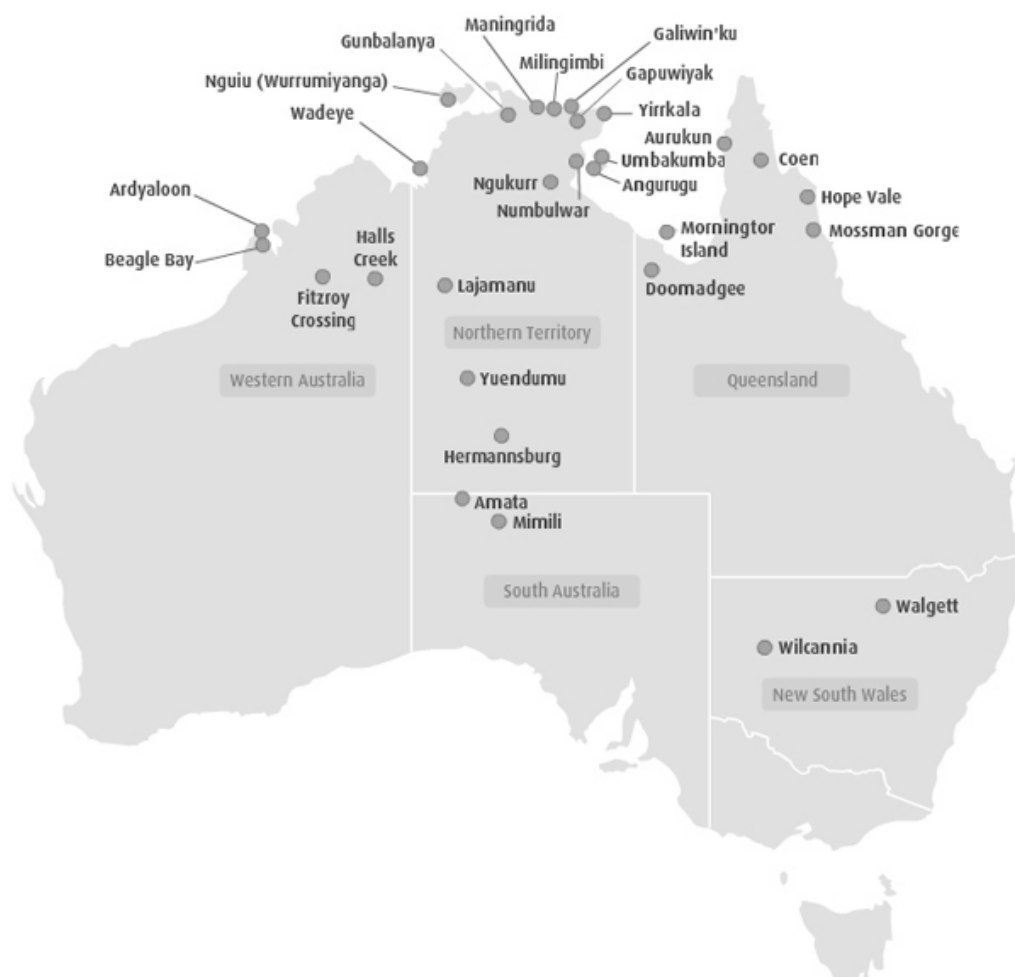 Maningrida
Galiwin'ku
Gunbalanya
Milingimbi
Gapuwiyak
Nguiu (Wurrumiyanga)
Yirrkala
Wadeye
Aurukun
Umbakumba
Coen
Ngukurr
Angurugu
Ardyaloon
Numbulwar
Hope Vale
Halls
Creek
Morningtor
Island
Mossman Gorge
Beagle Bay
Fitzroy
Crossing
Lajamanu
Doomadgee
Northern Territory
Western Australia
Yuendumu
Queensland
Hermannsburg
Amata
Mimili
South Australia
Walgett
Wilcannia
New South Wales